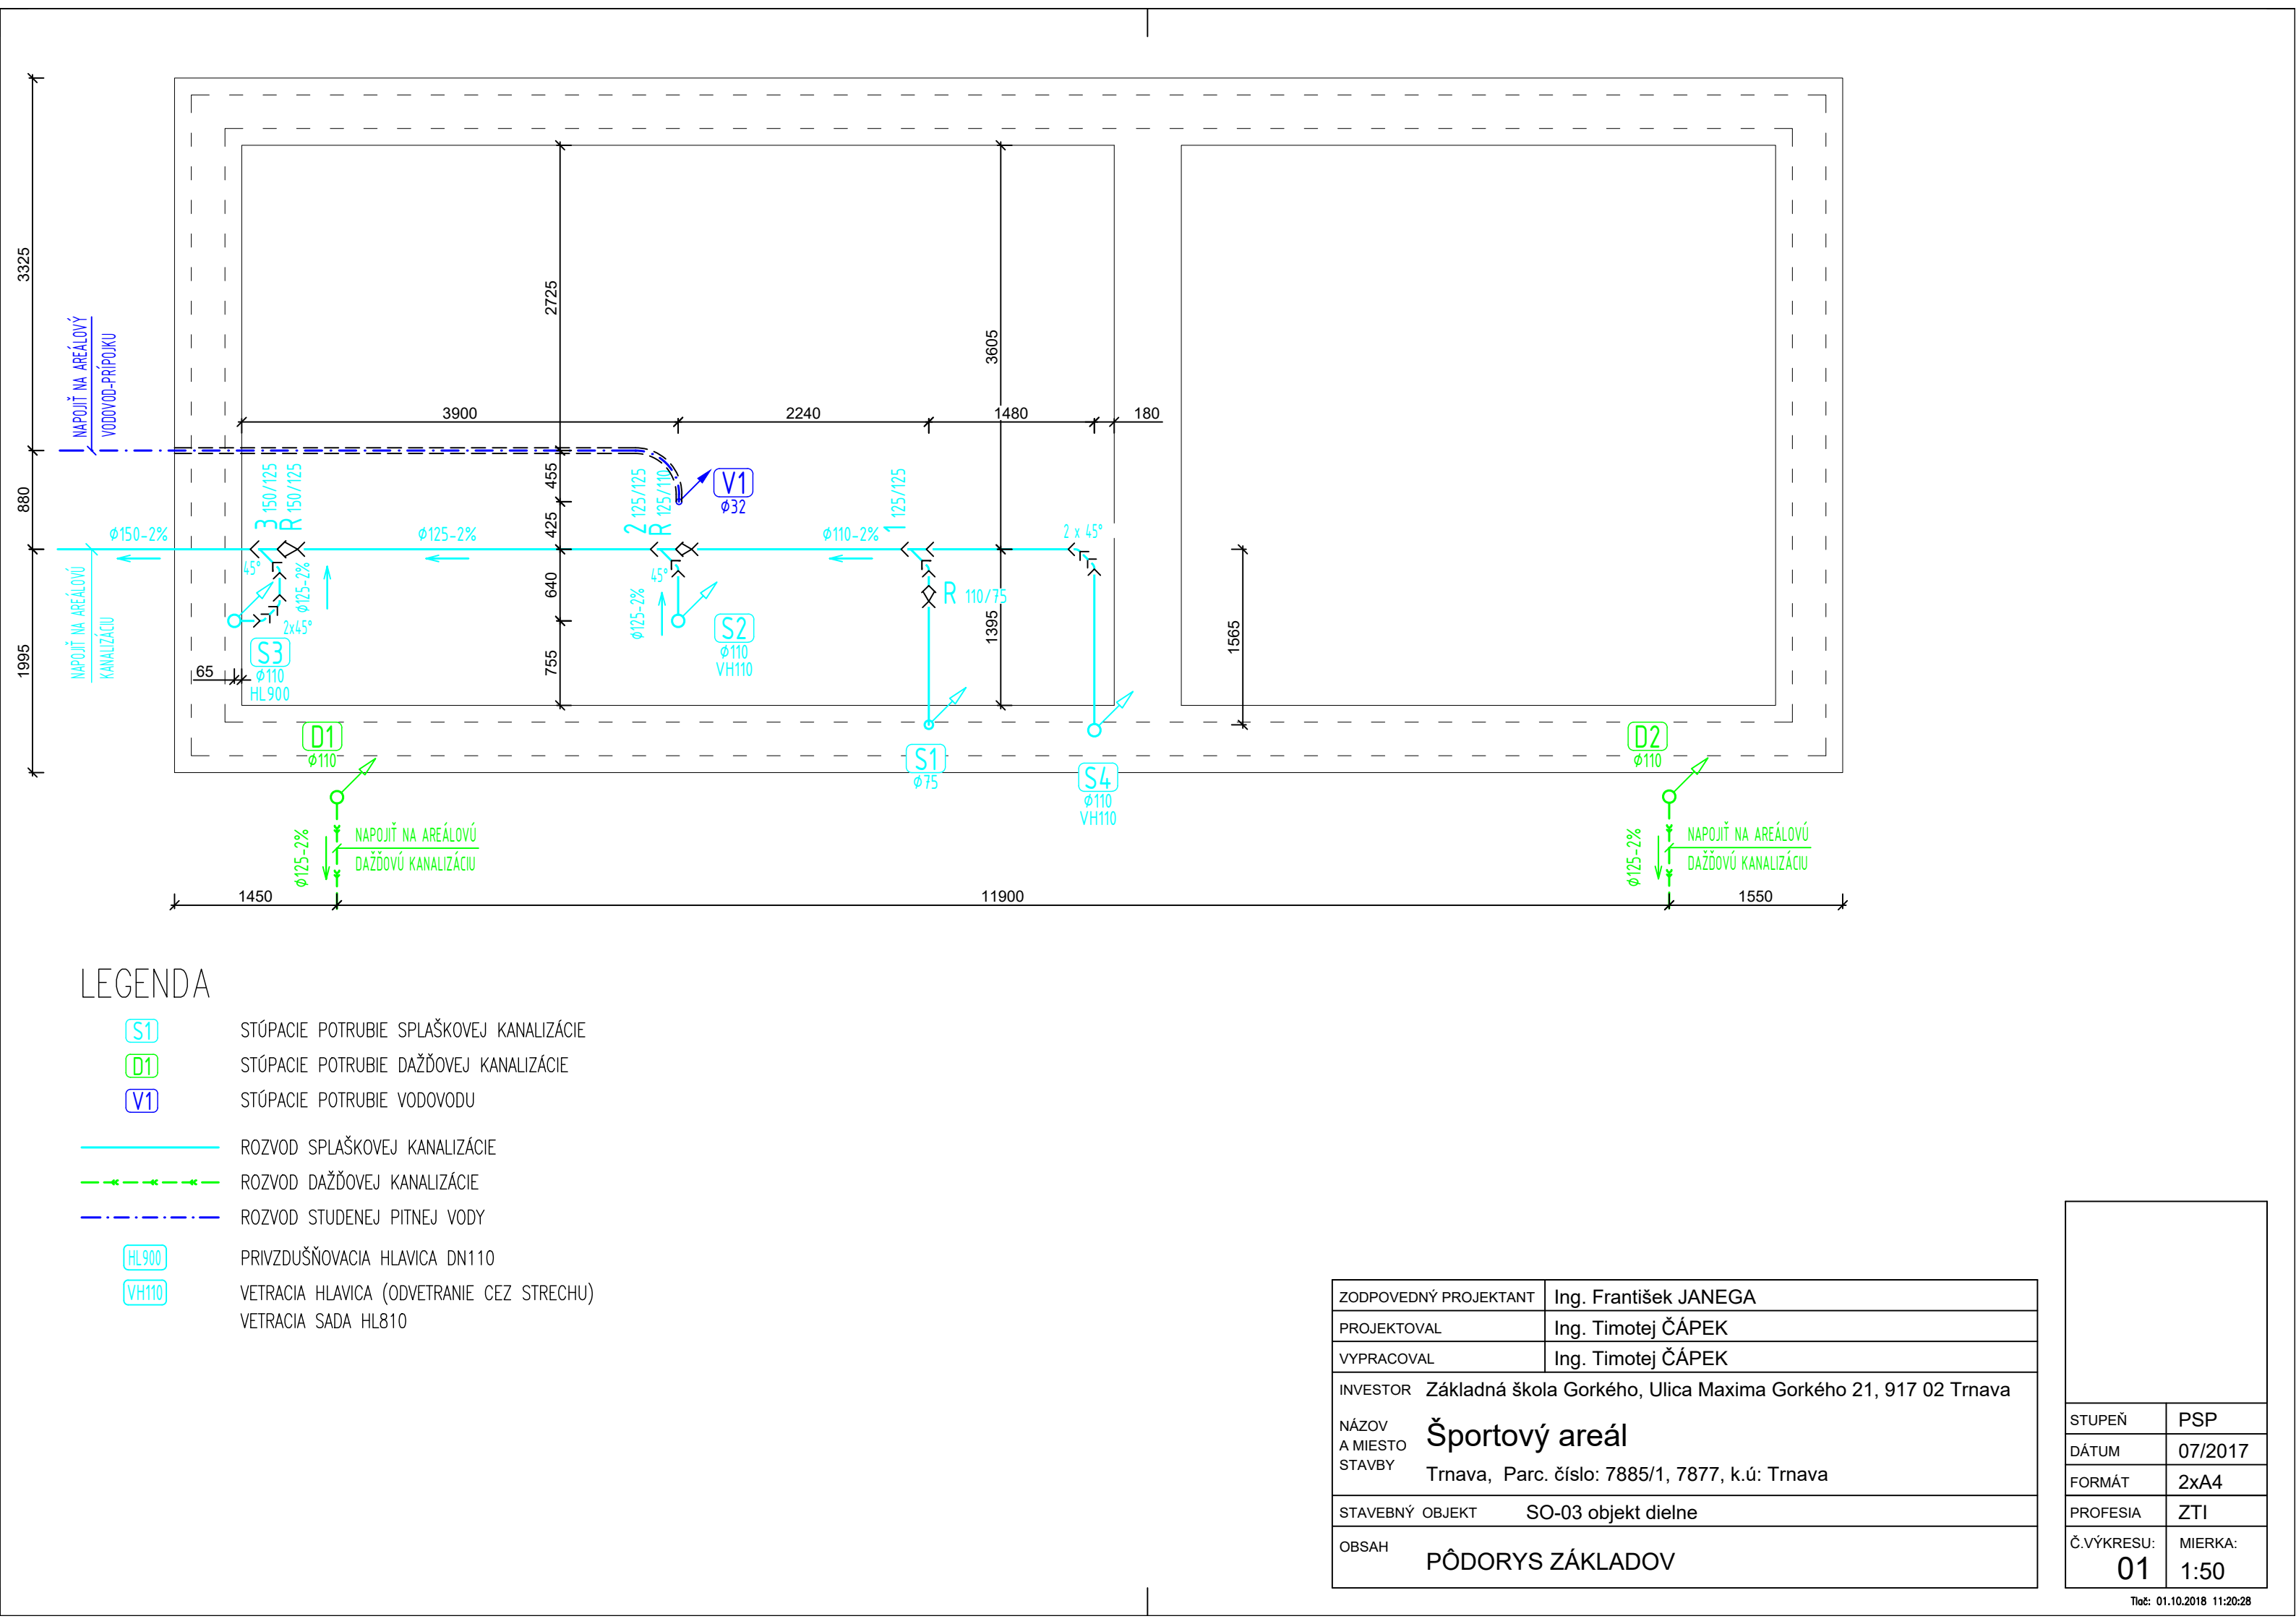 3325
880
1995
NAPOJIŤ NA AREÁLOVÝ
VODOVOD-PRÍPOJKU
NAPOJIŤ NA AREÁLOVÚ
KANALIZÁCIU
2725
3605
3900
2240
1480
180
455
425
640
755
1395
1565
65
V1
φ32
φ150-2%
3 150/125
R 150/125
φ125-2%
2 125/125
R 125/110
φ110-2%
1 125/125
2 x 45°
45°
φ125-2%
2x45°
45°
φ125-2%
R 110/75
S3
φ110
HL900
S2
φ110
VH110
S1
φ75
S4
φ110
VH110
D1
φ110
D2
φ110
φ125-2%
NAPOJIŤ NA AREÁLOVÚ
DAŽĎOVÚ KANALIZÁCIU
φ125-2%
NAPOJIŤ NA AREÁLOVÚ
DAŽĎOVÚ KANALIZÁCIU
1450
11900
1550
LEGENDA
S1 STÚPACIE POTRUBIE SPLAŠKOVEJ KANALIZÁCIE
D1 STÚPACIE POTRUBIE DAŽĎOVEJ KANALIZÁCIE
V1 STÚPACIE POTRUBIE VODOVODU
ROZVOD SPLAŠKOVEJ KANALIZÁCIE
ROZVOD DAŽĎOVEJ KANALIZÁCIE
ROZVOD STUDENEJ PITNEJ VODY
HL900 PRIVZDUŠŇOVACIA HLAVICA DN110
VH110 VETRACIA HLAVICA (ODVETRANIE CEZ STRECHU)
VETRACIA SADA HL810
ZODPOVEDNÝ PROJEKTANT Ing. František JANEGA
PROJEKTOVAL Ing. Timotej ČÁPEK
VYPRACOVAL Ing. Timotej ČÁPEK
INVESTOR Základná škola Gorkého, Ulica Maxima Gorkého 21, 917 02 Trnava
NÁZOV
A MIESTO
STAVBY
Športový areál
Trnava, Parc. číslo: 7885/1, 7877, k.ú: Trnava
STAVEBNÝ OBJEKT SO-03 objekt dielne
OBSAH
PÔDORYS ZÁKLADOV
STUPEŇ PSP
DÁTUM 07/2017
FORMÁT 2xA4
PROFESIA ZTI
Č.VÝKRESU: MIERKA:
01 1:50
Tlač: 01.10.2018 11:20:28